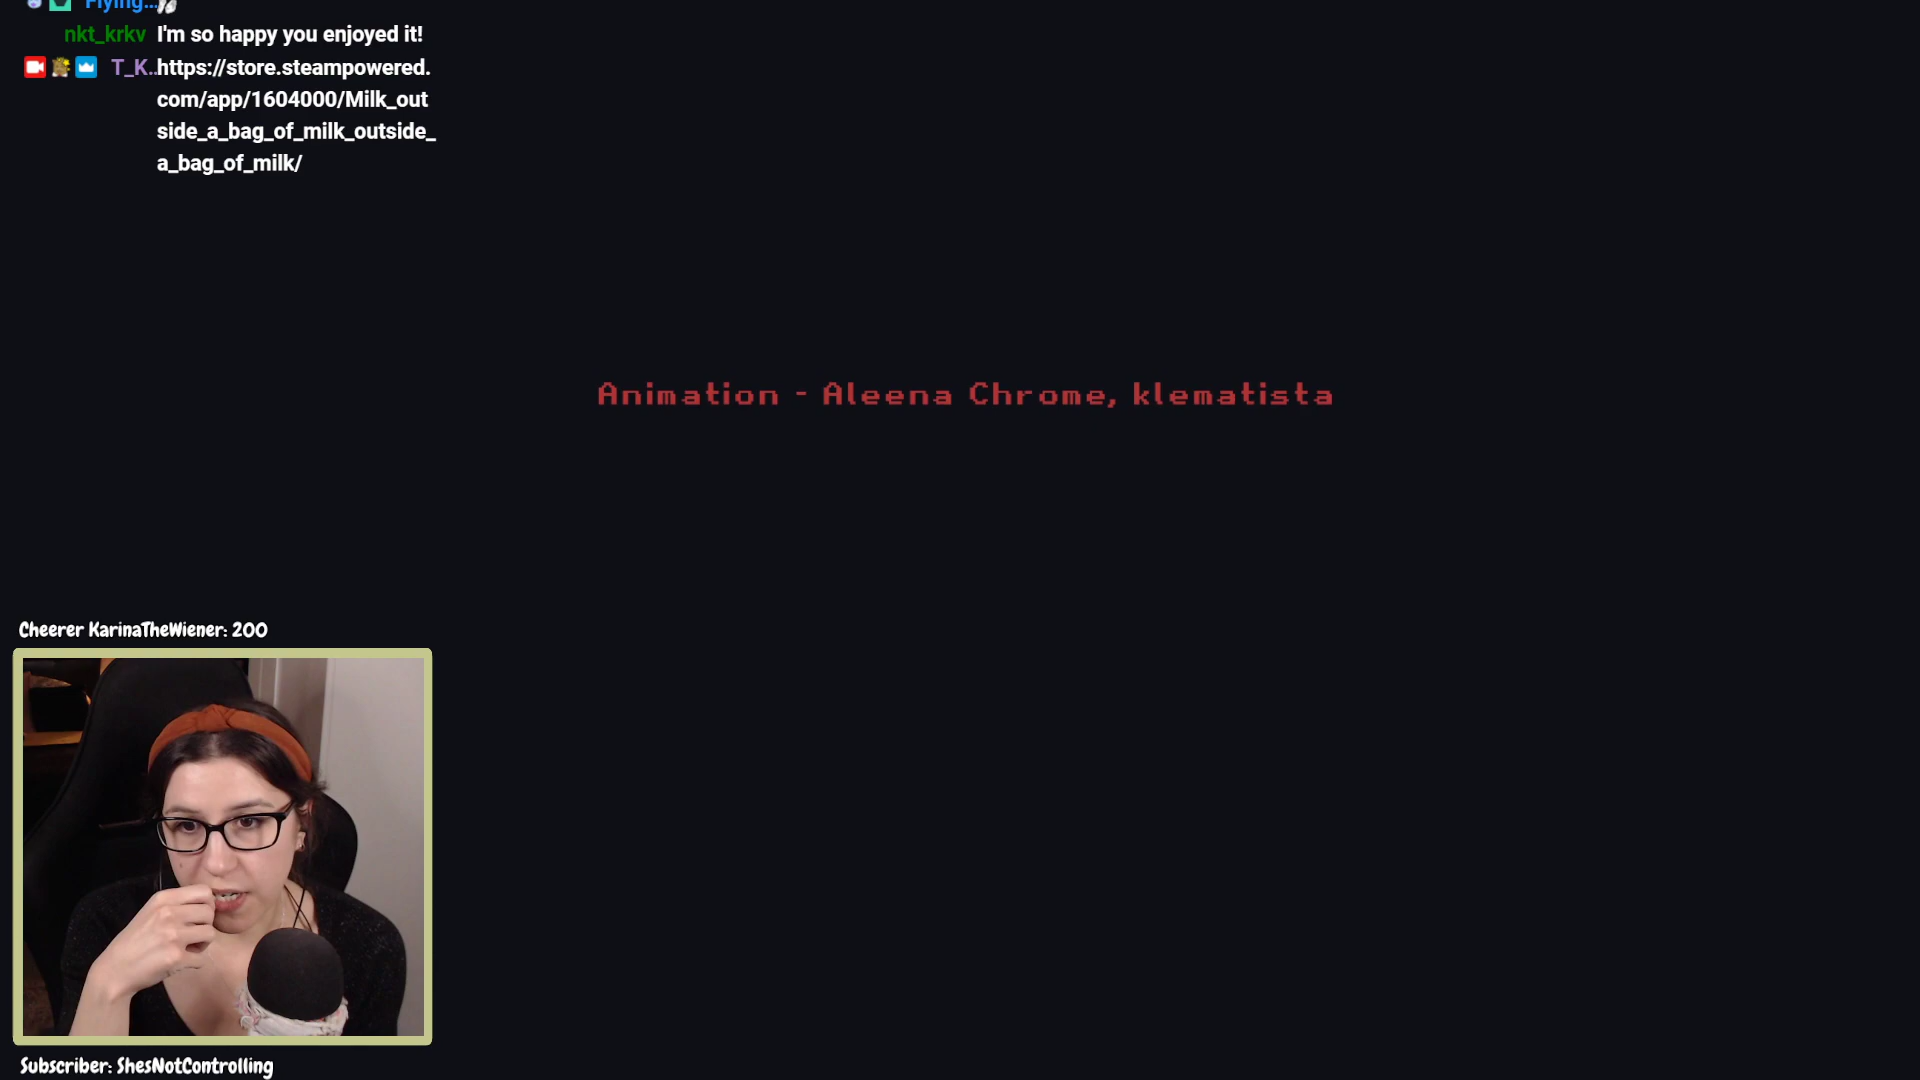 Flying...
nkt_krkv I'm so happy you enjoyed it!
T_K.. https://store.steampowered.
com/app/1604000/Milk_out
side_a_bag_of_milk_outside_
a_bag_of_milk/
Animation - Aleena Chrome, klematista
Cheerer KarinaTheWiener: 200
Subscriber: ShesNotControlling